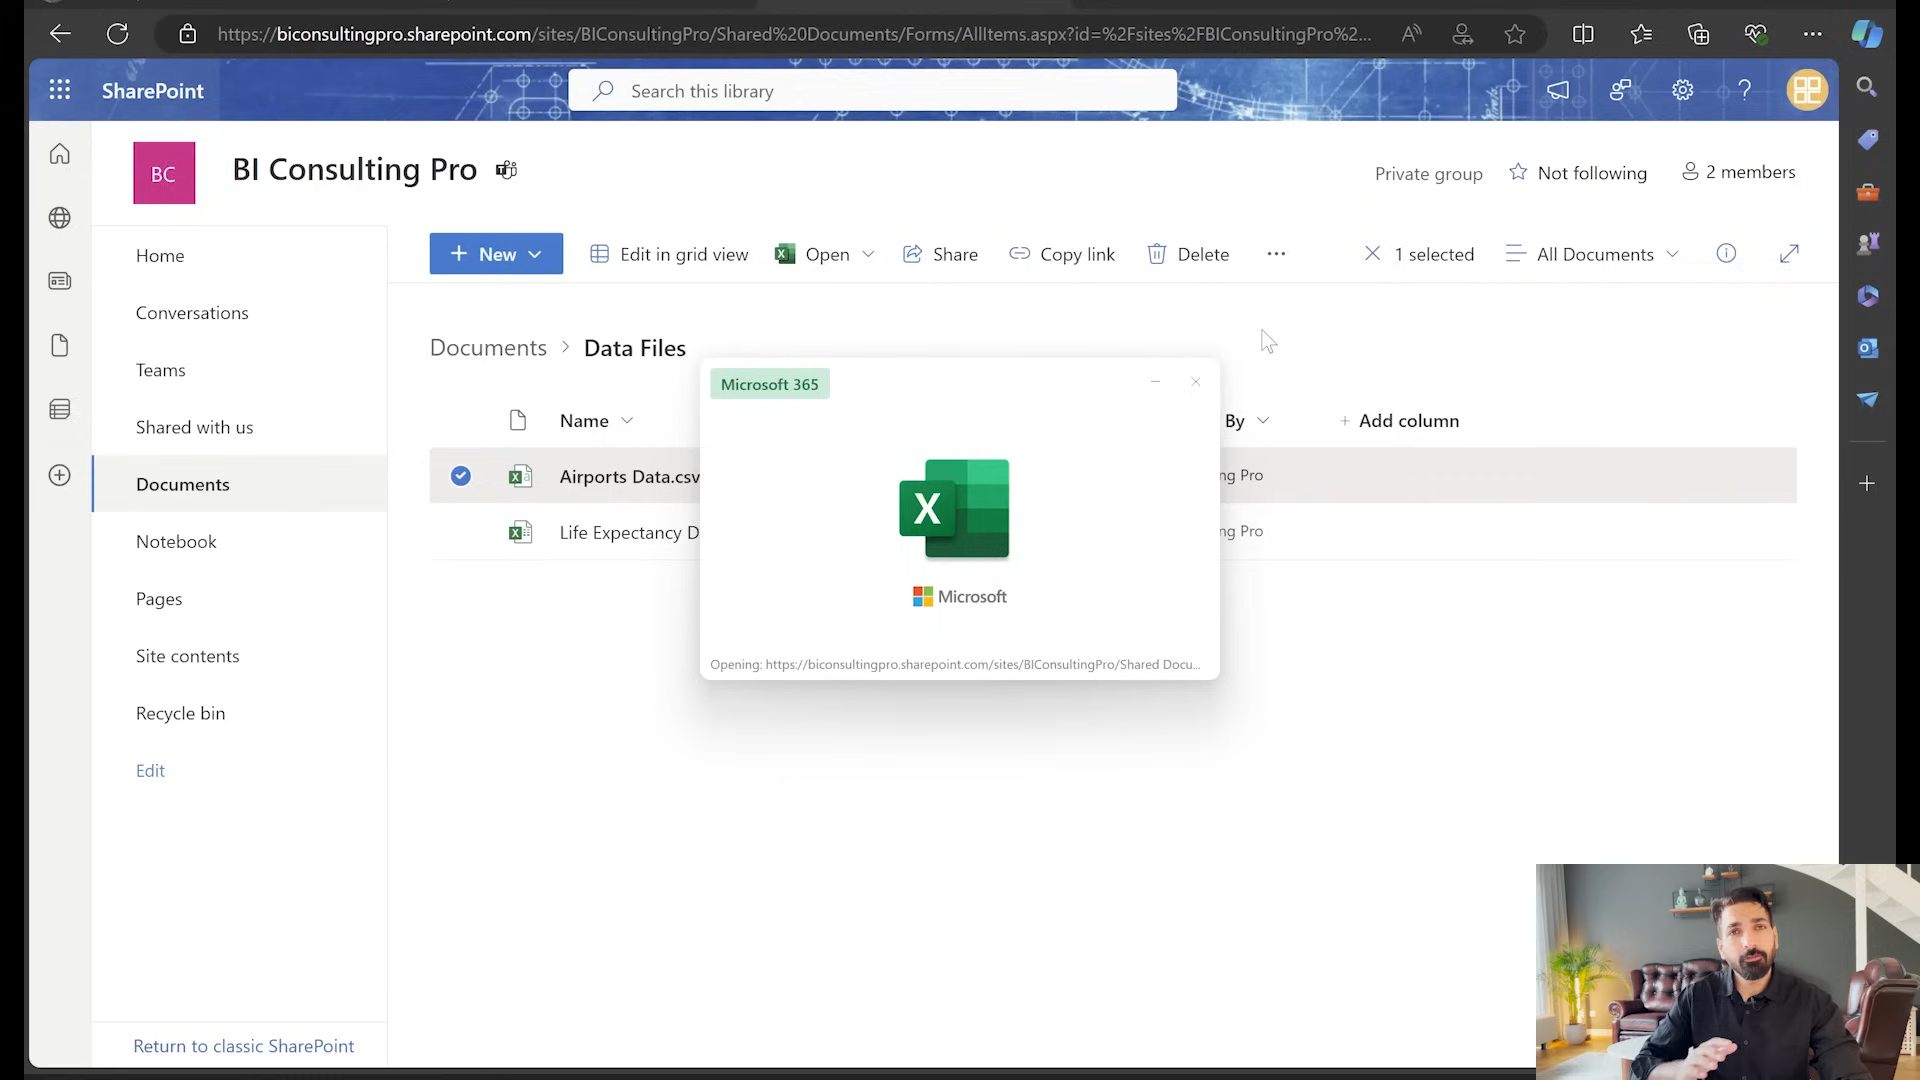 https://biconsultingpro.sharepoint.com/sites/BIConsultingPro/Shared%20Documents/Forms/AllItems.aspx?id=%2Fsites%2FBIConsultingPro%2...
SharePoint
Search this library
BC
BI Consulting Pro
Private group
Not following
2 members
Home
Conversations
Teams
Shared with us
Documents
Notebook
Pages
Site contents
Recycle bin
Edit
Return to classic SharePoint
New
Edit in grid view
Open
Share
Copy link
Delete
1 selected
All Documents
Documents > Data Files
Name
By
Add column
Airports Data.csv
ng Pro
Life Expectancy D
ng Pro
Microsoft 365
X
Microsoft
Opening: https://biconsultingpro.sharepoint.com/sites/BIConsultingPro/Shared Docu...